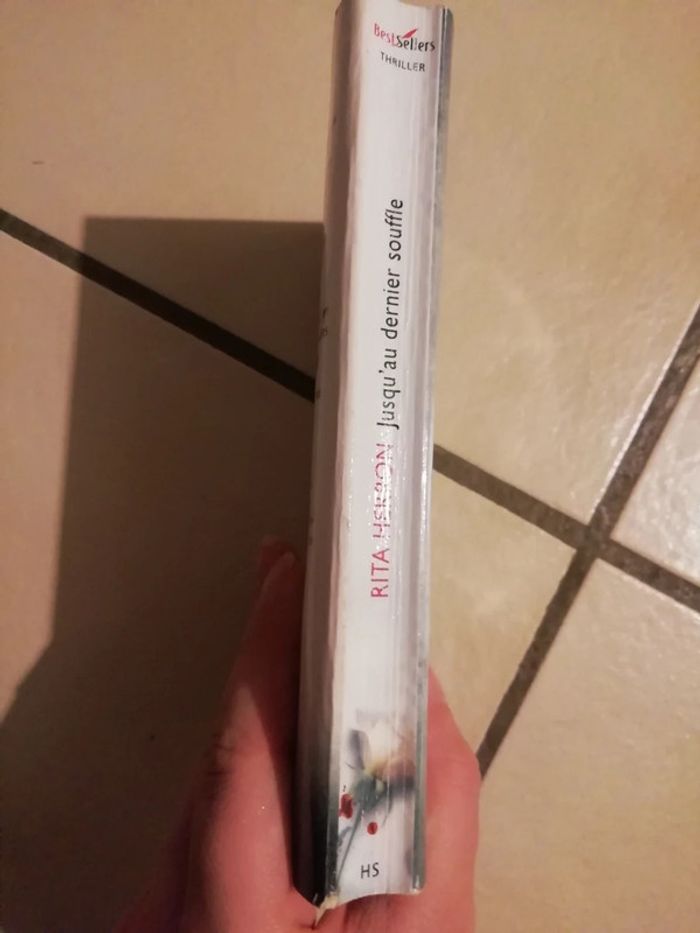 BestSellers
THRILLER
RITA HERRON Jusqu'au dernier souffle
HS